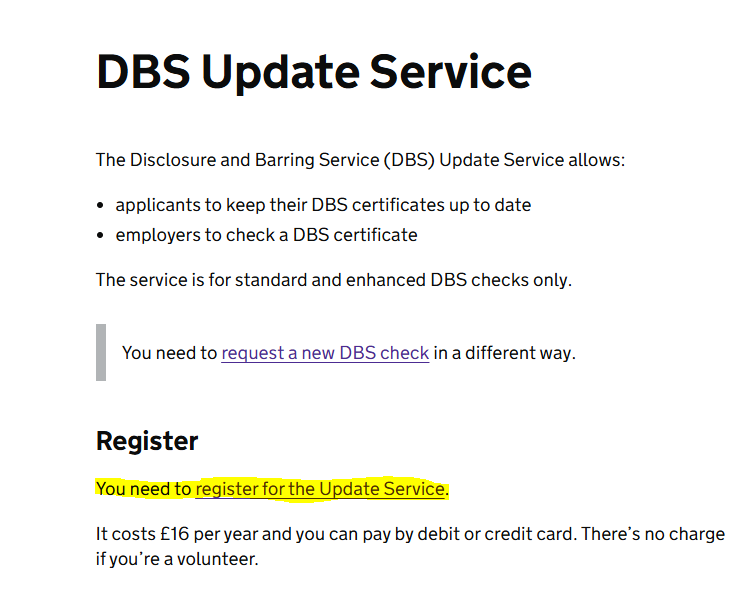 DBS Update Service
The Disclosure and Barring Service (DBS) Update Service allows:
• applicants to keep their DBS certificates up to date
• employers to check a DBS certificate
The service is for standard and enhanced DBS checks only.
You need to request a new DBS check in a different way.
Register
You need to register for the Update Service.
It costs £16 per year and you can pay by debit or credit card. There’s no charge
if you’re a volunteer.